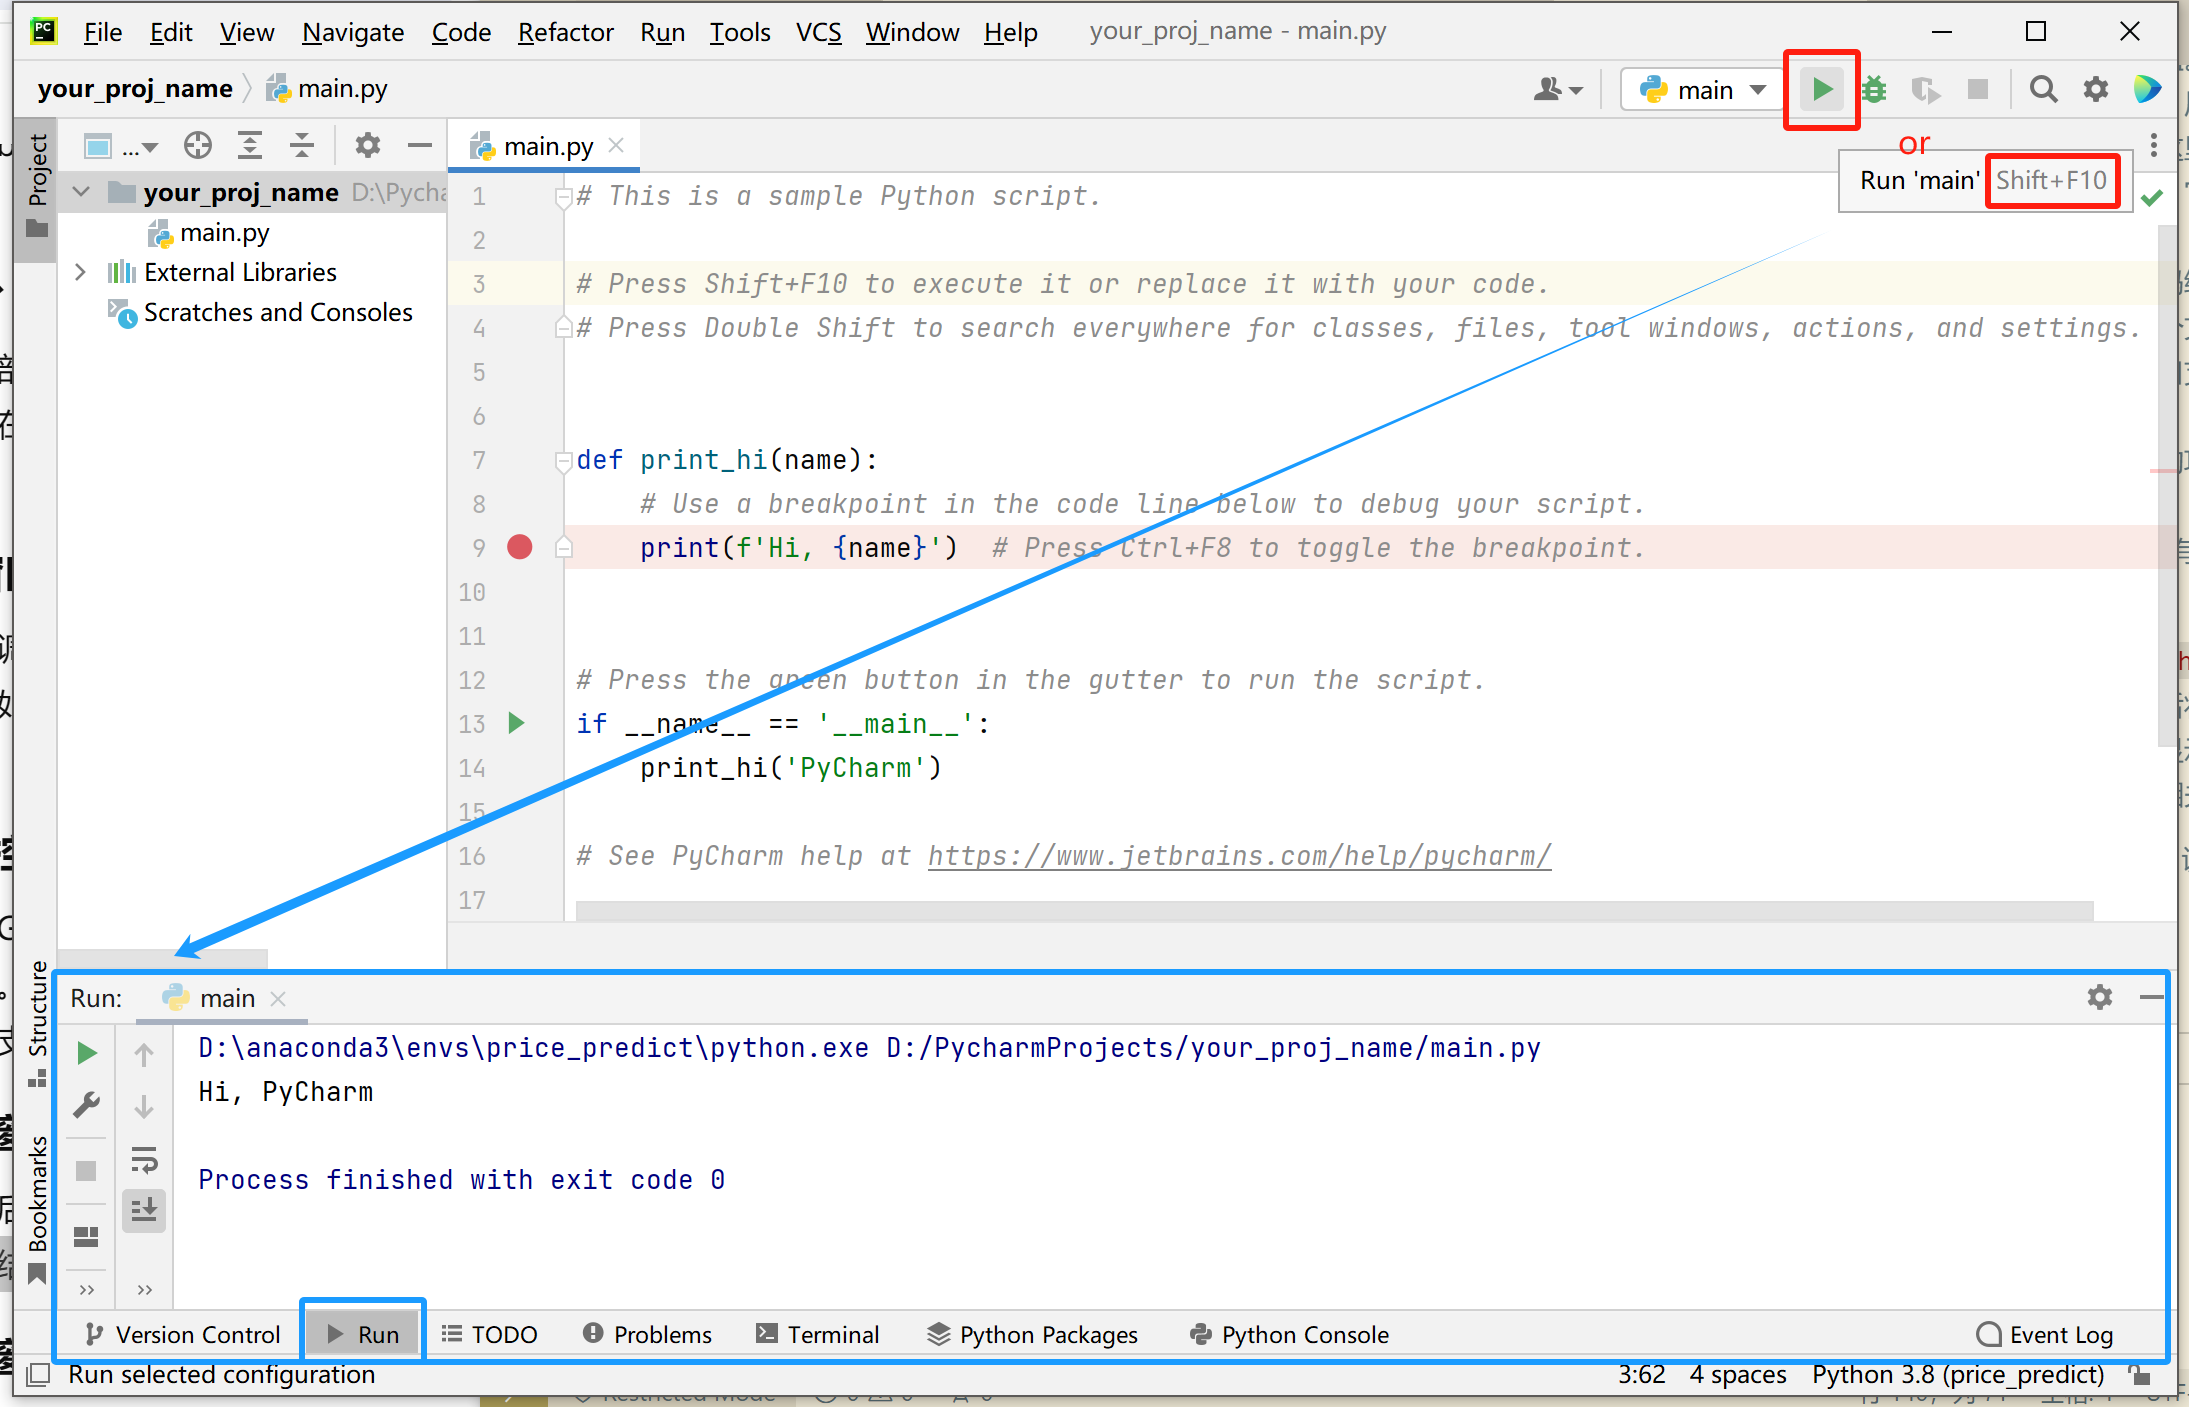 File Edit View Navigate Code Refactor Run Tools VCS Window Help your_proj_name - main.py
your_proj_name main.py main
or
Project ... main.py
Run 'main' Shift+F10
your_proj_name D:\Pycha
main.py
External Libraries
Scratches and Consoles
1 # This is a sample Python script.
2
3 # Press Shift+F10 to execute it or replace it with your code.
4 # Press Double Shift to search everywhere for classes, files, tool windows, actions, and settings.
5
6
7 def print_hi(name):
8 # Use a breakpoint in the code line below to debug your script.
9 print(f'Hi, {name}') # Press Ctrl+F8 to toggle the breakpoint.
10
11
12 # Press the green button in the gutter to run the script.
13 if __name__ == '__main__':
14 print_hi('PyCharm')
15
16 # See PyCharm help at https://www.jetbrains.com/help/pycharm/
17
Structure
Bookmarks
Run: main
D:\anaconda3\envs\price_predict\python.exe D:/PycharmProjects/your_proj_name/main.py
Hi, PyCharm
Process finished with exit code 0
Version Control Run TODO Problems Terminal Python Packages Python Console Event Log
Run selected configuration 3:62 4 spaces Python 3.8 (price_predict)